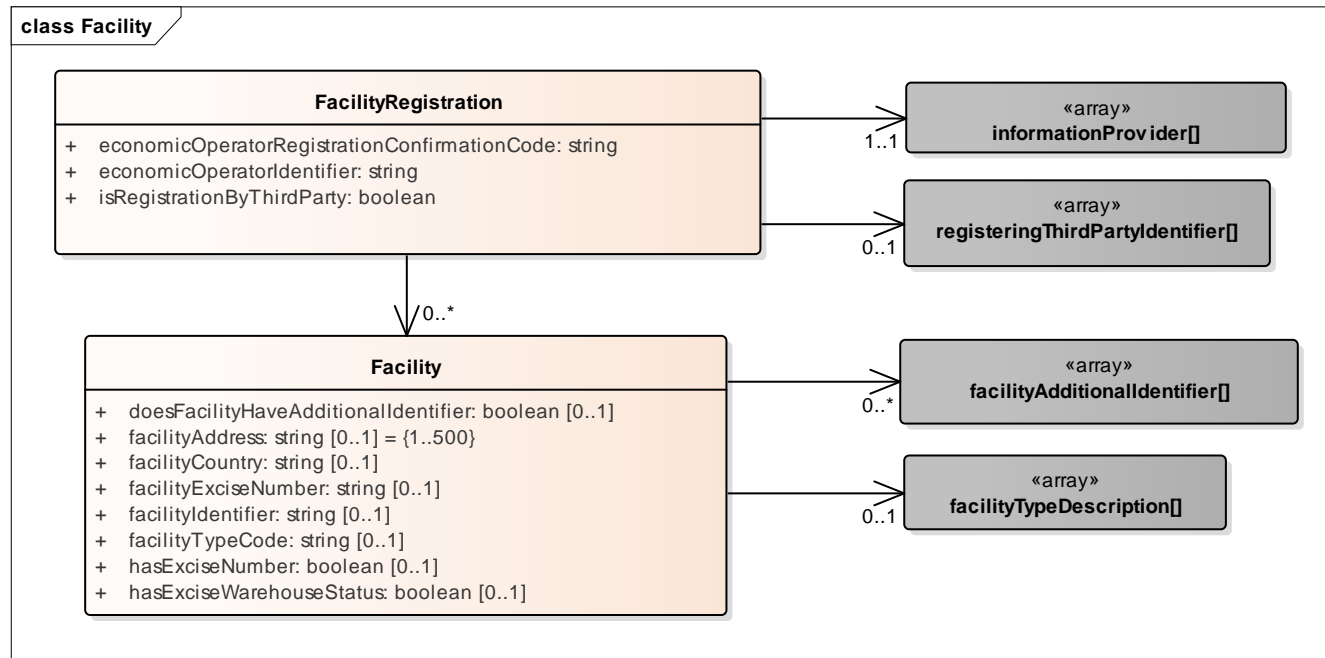 class Facility
FacilityRegistration
+ economicOperatorRegistrationConfirmationCode: string
+ economicOperatorIdentifier: string
+ isRegistrationByThirdParty: boolean
1..1
«array»
informationProvider[]
0..1
«array»
registeringThirdPartyIdentifier[]
0..*
Facility
+ doesFacilityHaveAdditionalIdentifier: boolean [0..1]
+ facilityAddress: string [0..1] = {1..500}
+ facilityCountry: string [0..1]
+ facilityExciseNumber: string [0..1]
+ facilityIdentifier: string [0..1]
+ facilityTypeCode: string [0..1]
+ hasExciseNumber: boolean [0..1]
+ hasExciseWarehouseStatus: boolean [0..1]
0..*
«array»
facilityAdditionalIdentifier[]
0..1
«array»
facilityTypeDescription[]